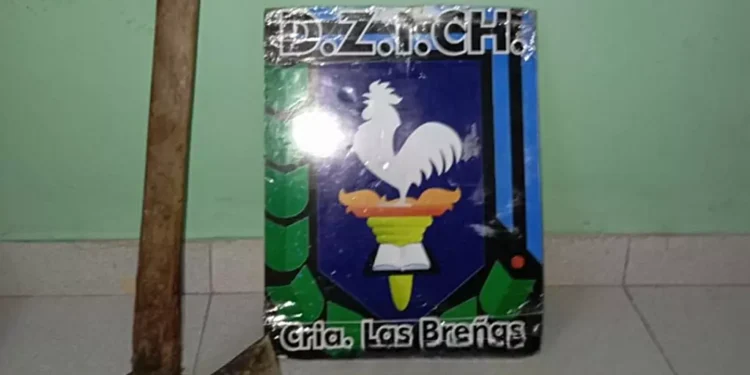 D.Z.I.CH.
Cria. Las Breñas